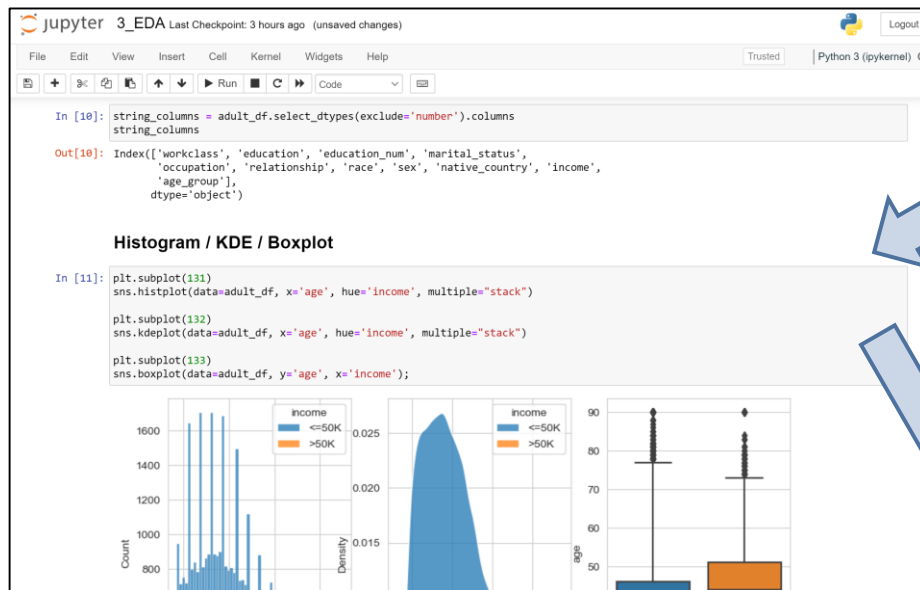 jupyter 3_EDA Last Checkpoint: 3 hours ago (unsaved changes)
Logout
File Edit View Insert Cell Kernel Widgets Help
Trusted
Python 3 (ipykernel)
Run
Code
In [10]: string_columns = adult_df.select_dtypes(exclude='number').columns
string_columns
Out[10]: Index(['workclass', 'education', 'education_num', 'marital_status',
'occupation', 'relationship', 'race', 'sex', 'native_country', 'income',
'age_group'],
dtype='object')
Histogram / KDE / Boxplot
In [11]: plt.subplot(131)
sns.histplot(data=adult_df, x='age', hue='income', multiple="stack")
plt.subplot(132)
sns.kdeplot(data=adult_df, x='age', hue='income', multiple="stack")
plt.subplot(133)
sns.boxplot(data=adult_df, y='age', x='income');
income
<=50K
>50K
1600
1400
1200
1000
800
Count
income
<=50K
>50K
0.025
0.020
0.015
Density
90
80
70
60
50
age